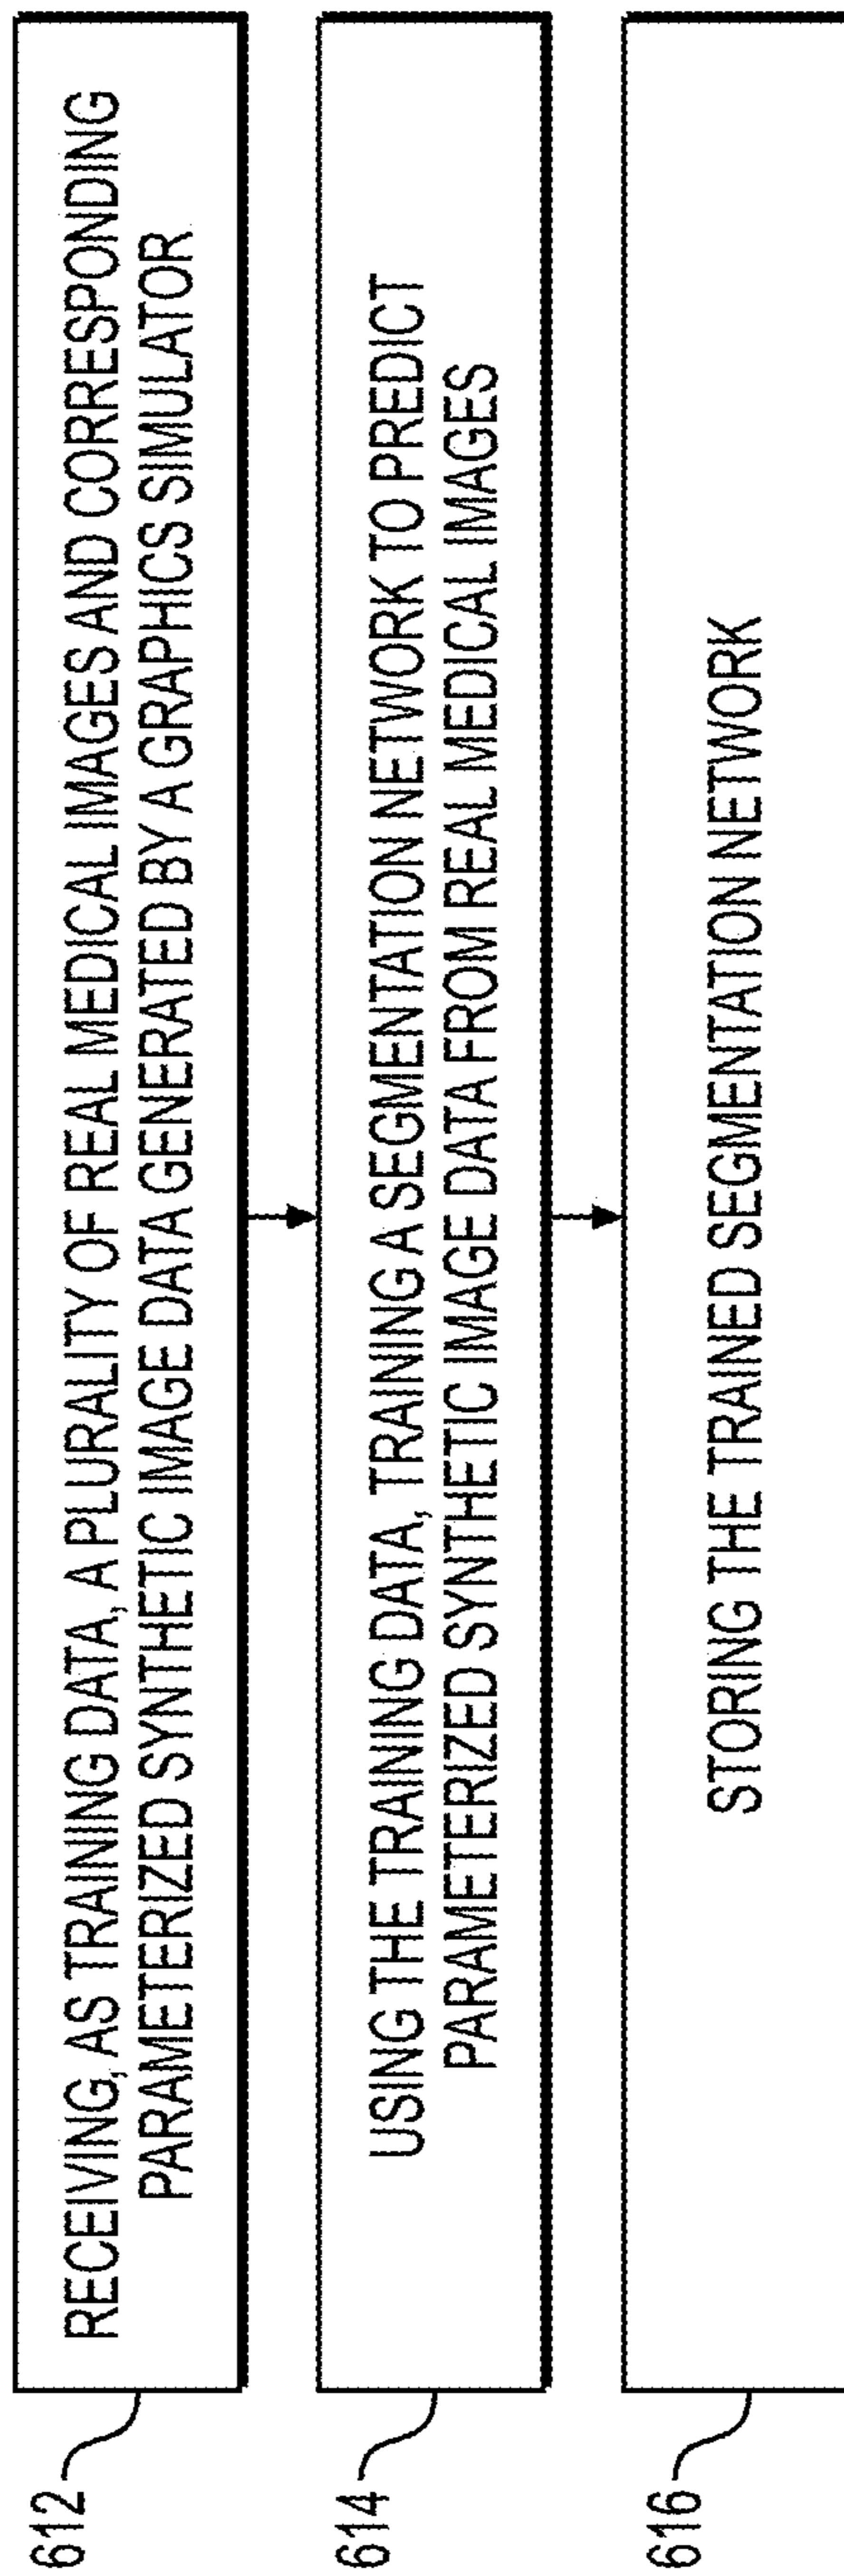 612
RECEIVING, AS TRAINING DATA, A PLURALITY OF REAL MEDICAL IMAGES AND CORRESPONDING
PARAMETERIZED SYNTHETIC IMAGE DATA GENERATED BY A GRAPHICS SIMULATOR
614
USING THE TRAINING DATA, TRAINING A SEGMENTATION NETWORK TO PREDICT
PARAMETERIZED SYNTHETIC IMAGE DATA FROM REAL MEDICAL IMAGES
616
STORING THE TRAINED SEGMENTATION NETWORK